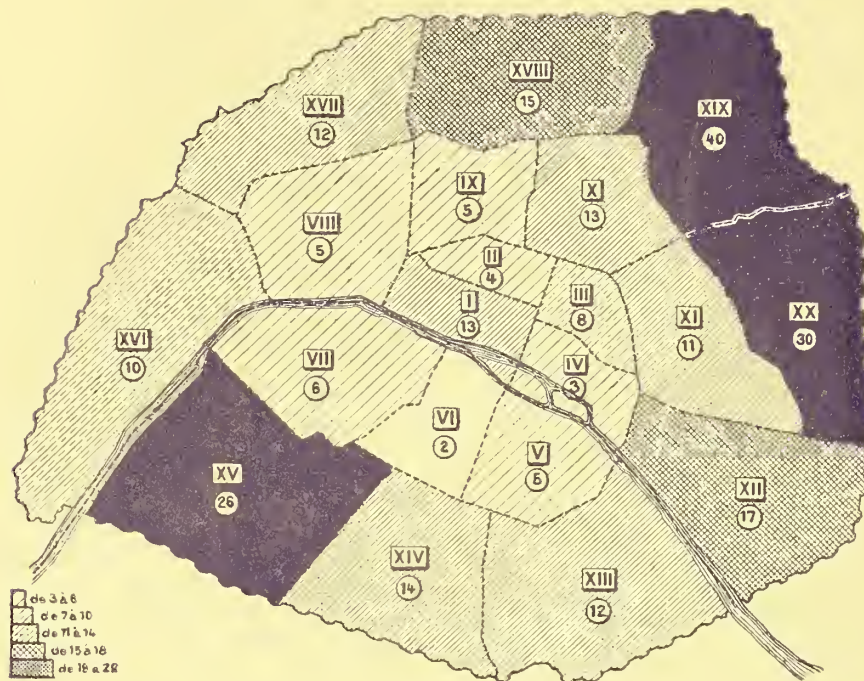 XVIII
15
XVII
12
XIX
40
IX
5
X
13
VIII
5
II
4
III
8
I
13
XI
11
XX
30
XVI
10
VII
6
IV
3
VI
2
V
5
XV
26
XII
17
XIV
14
XIII
12
de 3 à 6
de 7 à 10
de 11 à 14
de 15 à 18
de 19 à 28